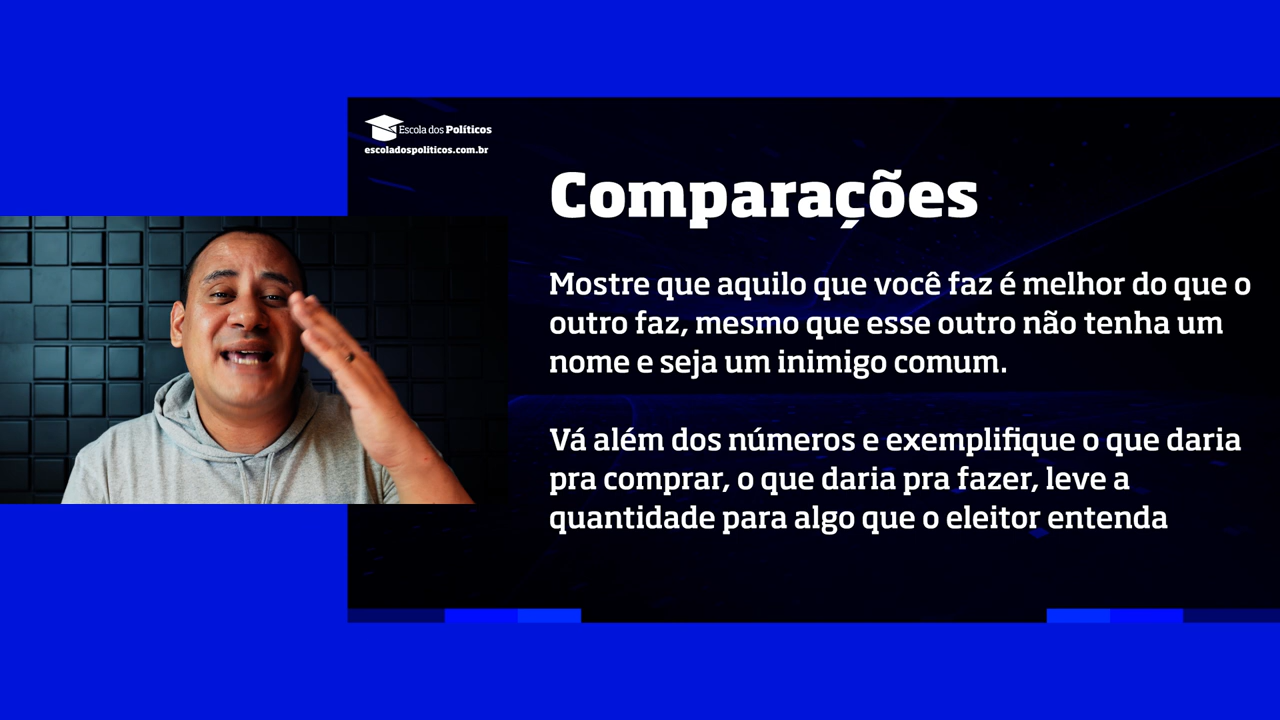 Escola dos Políticos
escoladospoliticos.com.br
Comparações
Mostre que aquilo que você faz é melhor do que o
outro faz, mesmo que esse outro não tenha um
nome e seja um inimigo comum.
Vá além dos números e exemplifique o que daria
pra comprar, o que daria pra fazer, leve a
quantidade para algo que o eleitor entenda